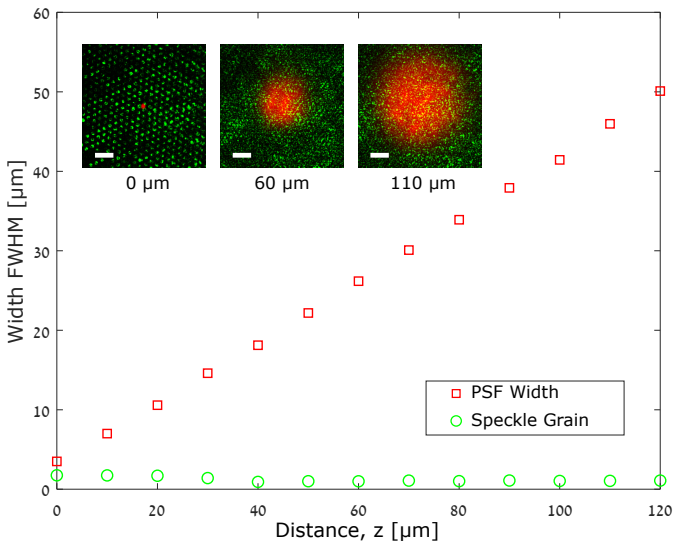 60
50
40
30
20
10
0
Width FWHM [µm]
0 µm
60 µm
110 µm
PSF Width
Speckle Grain
0
20
40
60
80
100
120
Distance, z [µm]